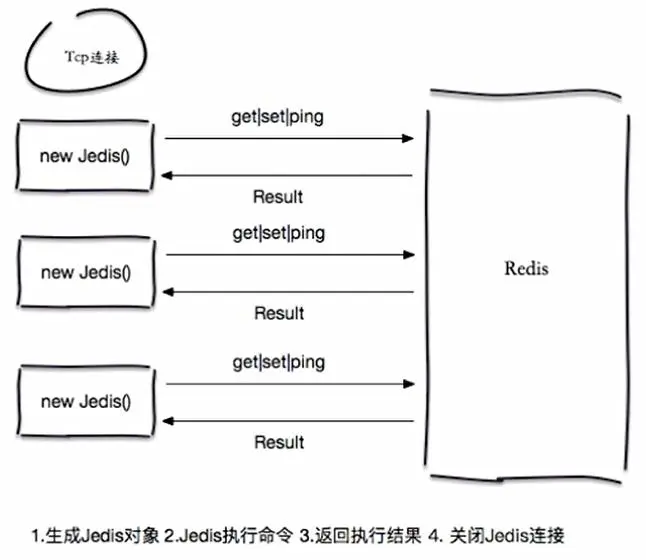 Tcp连接
get|set|ping
new Jedis()
Result
get|set|ping
new Jedis()
Result
Redis
get|set|ping
new Jedis()
Result
1.生成Jedis对象 2.Jedis执行命令 3.返回执行结果 4. 关闭Jedis连接